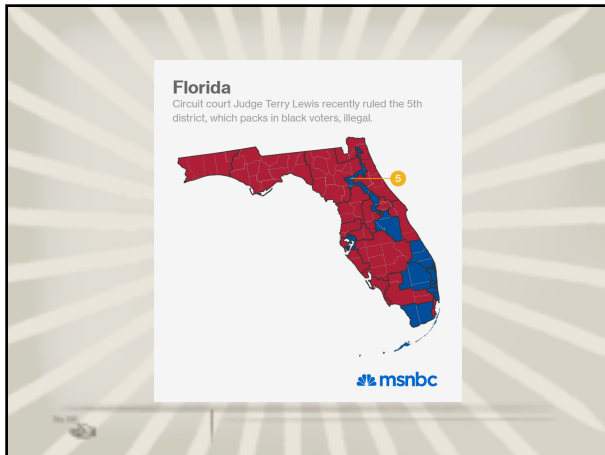 Florida
Circuit court Judge Terry Lewis recently ruled the 5th
district, which packs in black voters, illegal.
5
msnbc